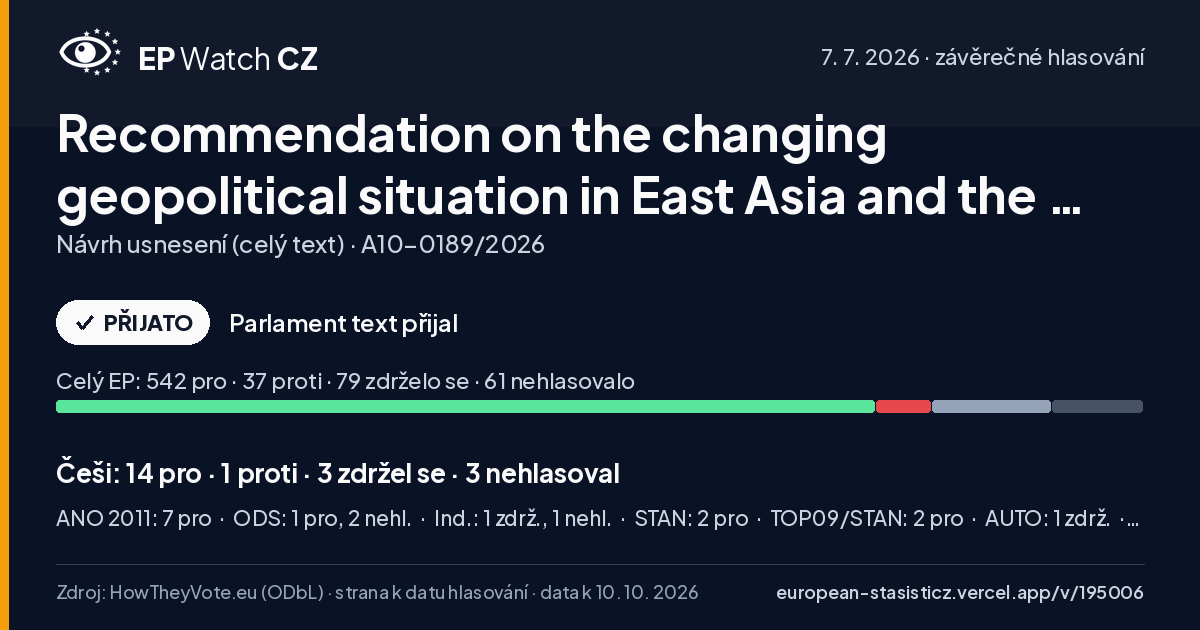 EP Watch CZ
7. 7. 2026 · závěrečné hlasování
Recommendation on the changing
geopolitical situation in East Asia and the …
Návrh usnesení (celý text) · A10-0189/2026
✓ PŘIJATO
Parlament text přijal
Celý EP: 542 pro · 37 proti · 79 zdrželo se · 61 nehlasovalo
Češi: 14 pro · 1 proti · 3 zdržel se · 3 nehlasoval
ANO 2011: 7 pro · ODS: 1 pro, 2 nehl. · Ind.: 1 zdrž., 1 nehl. · STAN: 2 pro · TOP09/STAN: 2 pro · AUTO: 1 zdrž. ·…
Zdroj: HowTheyVote.eu (ODbL) · strana k datu hlasování · data k 10. 10. 2026
european-stasisticz.vercel.app/v/195006